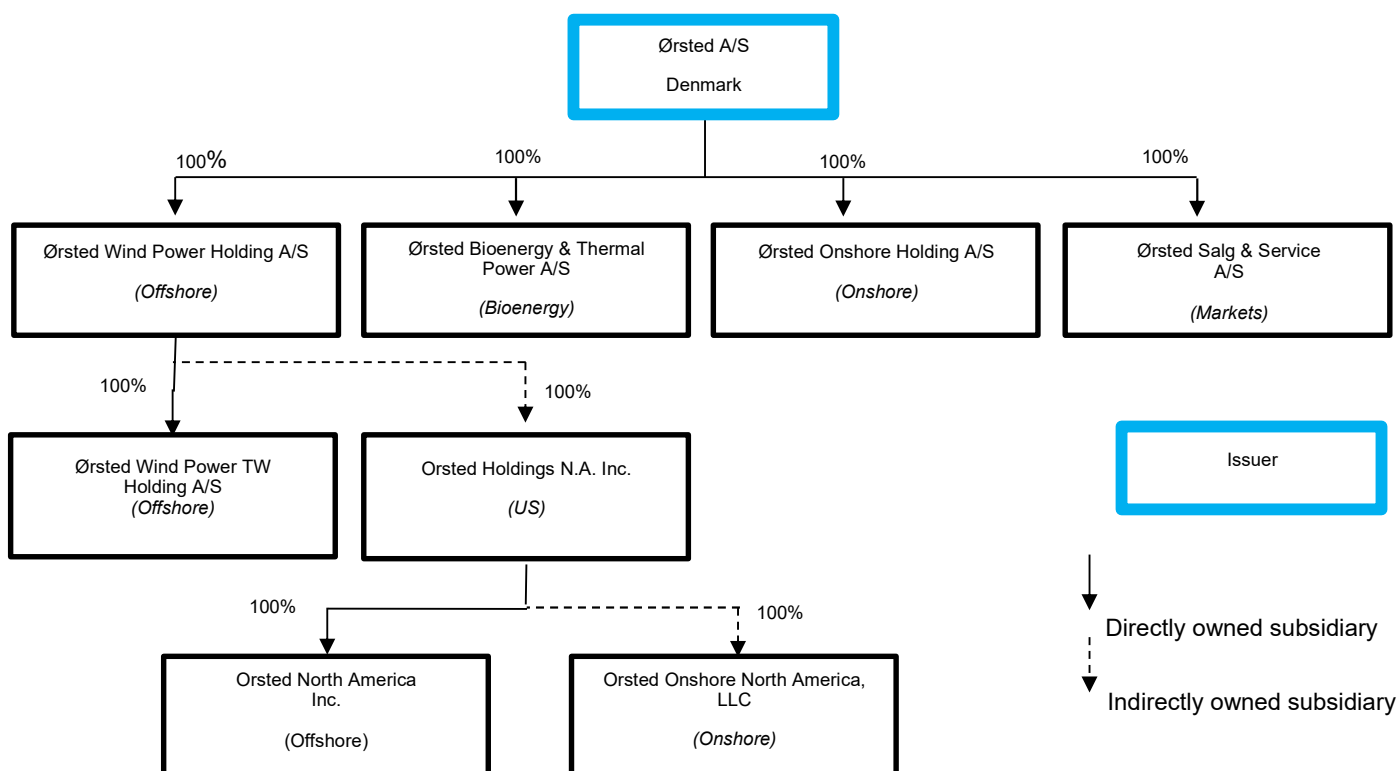 Ørsted A/S
Denmark
100%
100%
100%
100%
Ørsted Wind Power Holding A/S
(Offshore)
Ørsted Bioenergy & Thermal
Power A/S
(Bioenergy)
Ørsted Onshore Holding A/S
(Onshore)
Ørsted Salg & Service
A/S
(Markets)
100%
100%
Ørsted Wind Power TW
Holding A/S
(Offshore)
Orsted Holdings N.A. Inc.
(US)
Issuer
100%
100%
Directly owned subsidiary
Orsted North America
Inc.
(Offshore)
Orsted Onshore North America,
LLC
(Onshore)
Indirectly owned subsidiary